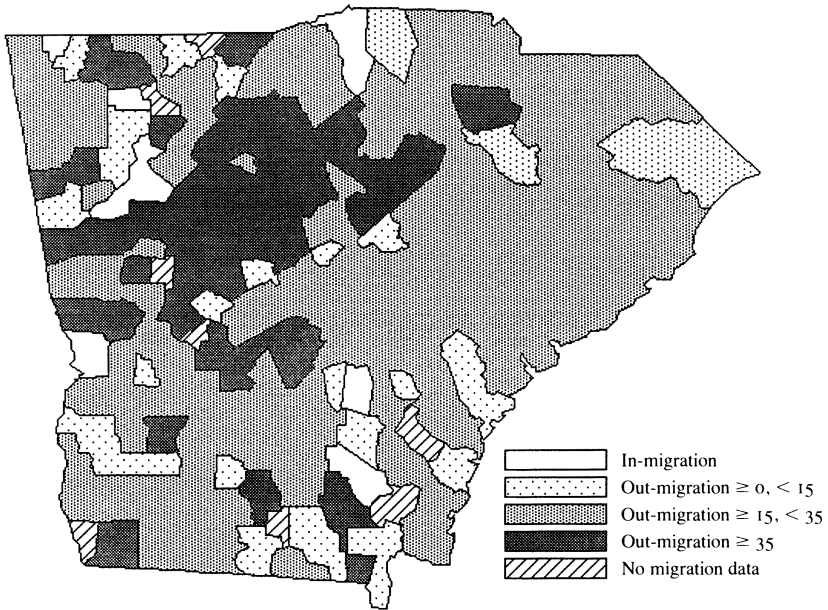 In-migration
Out-migration ≥ 0, < 15
Out-migration ≥ 15, < 35
Out-migration ≥ 35
No migration data